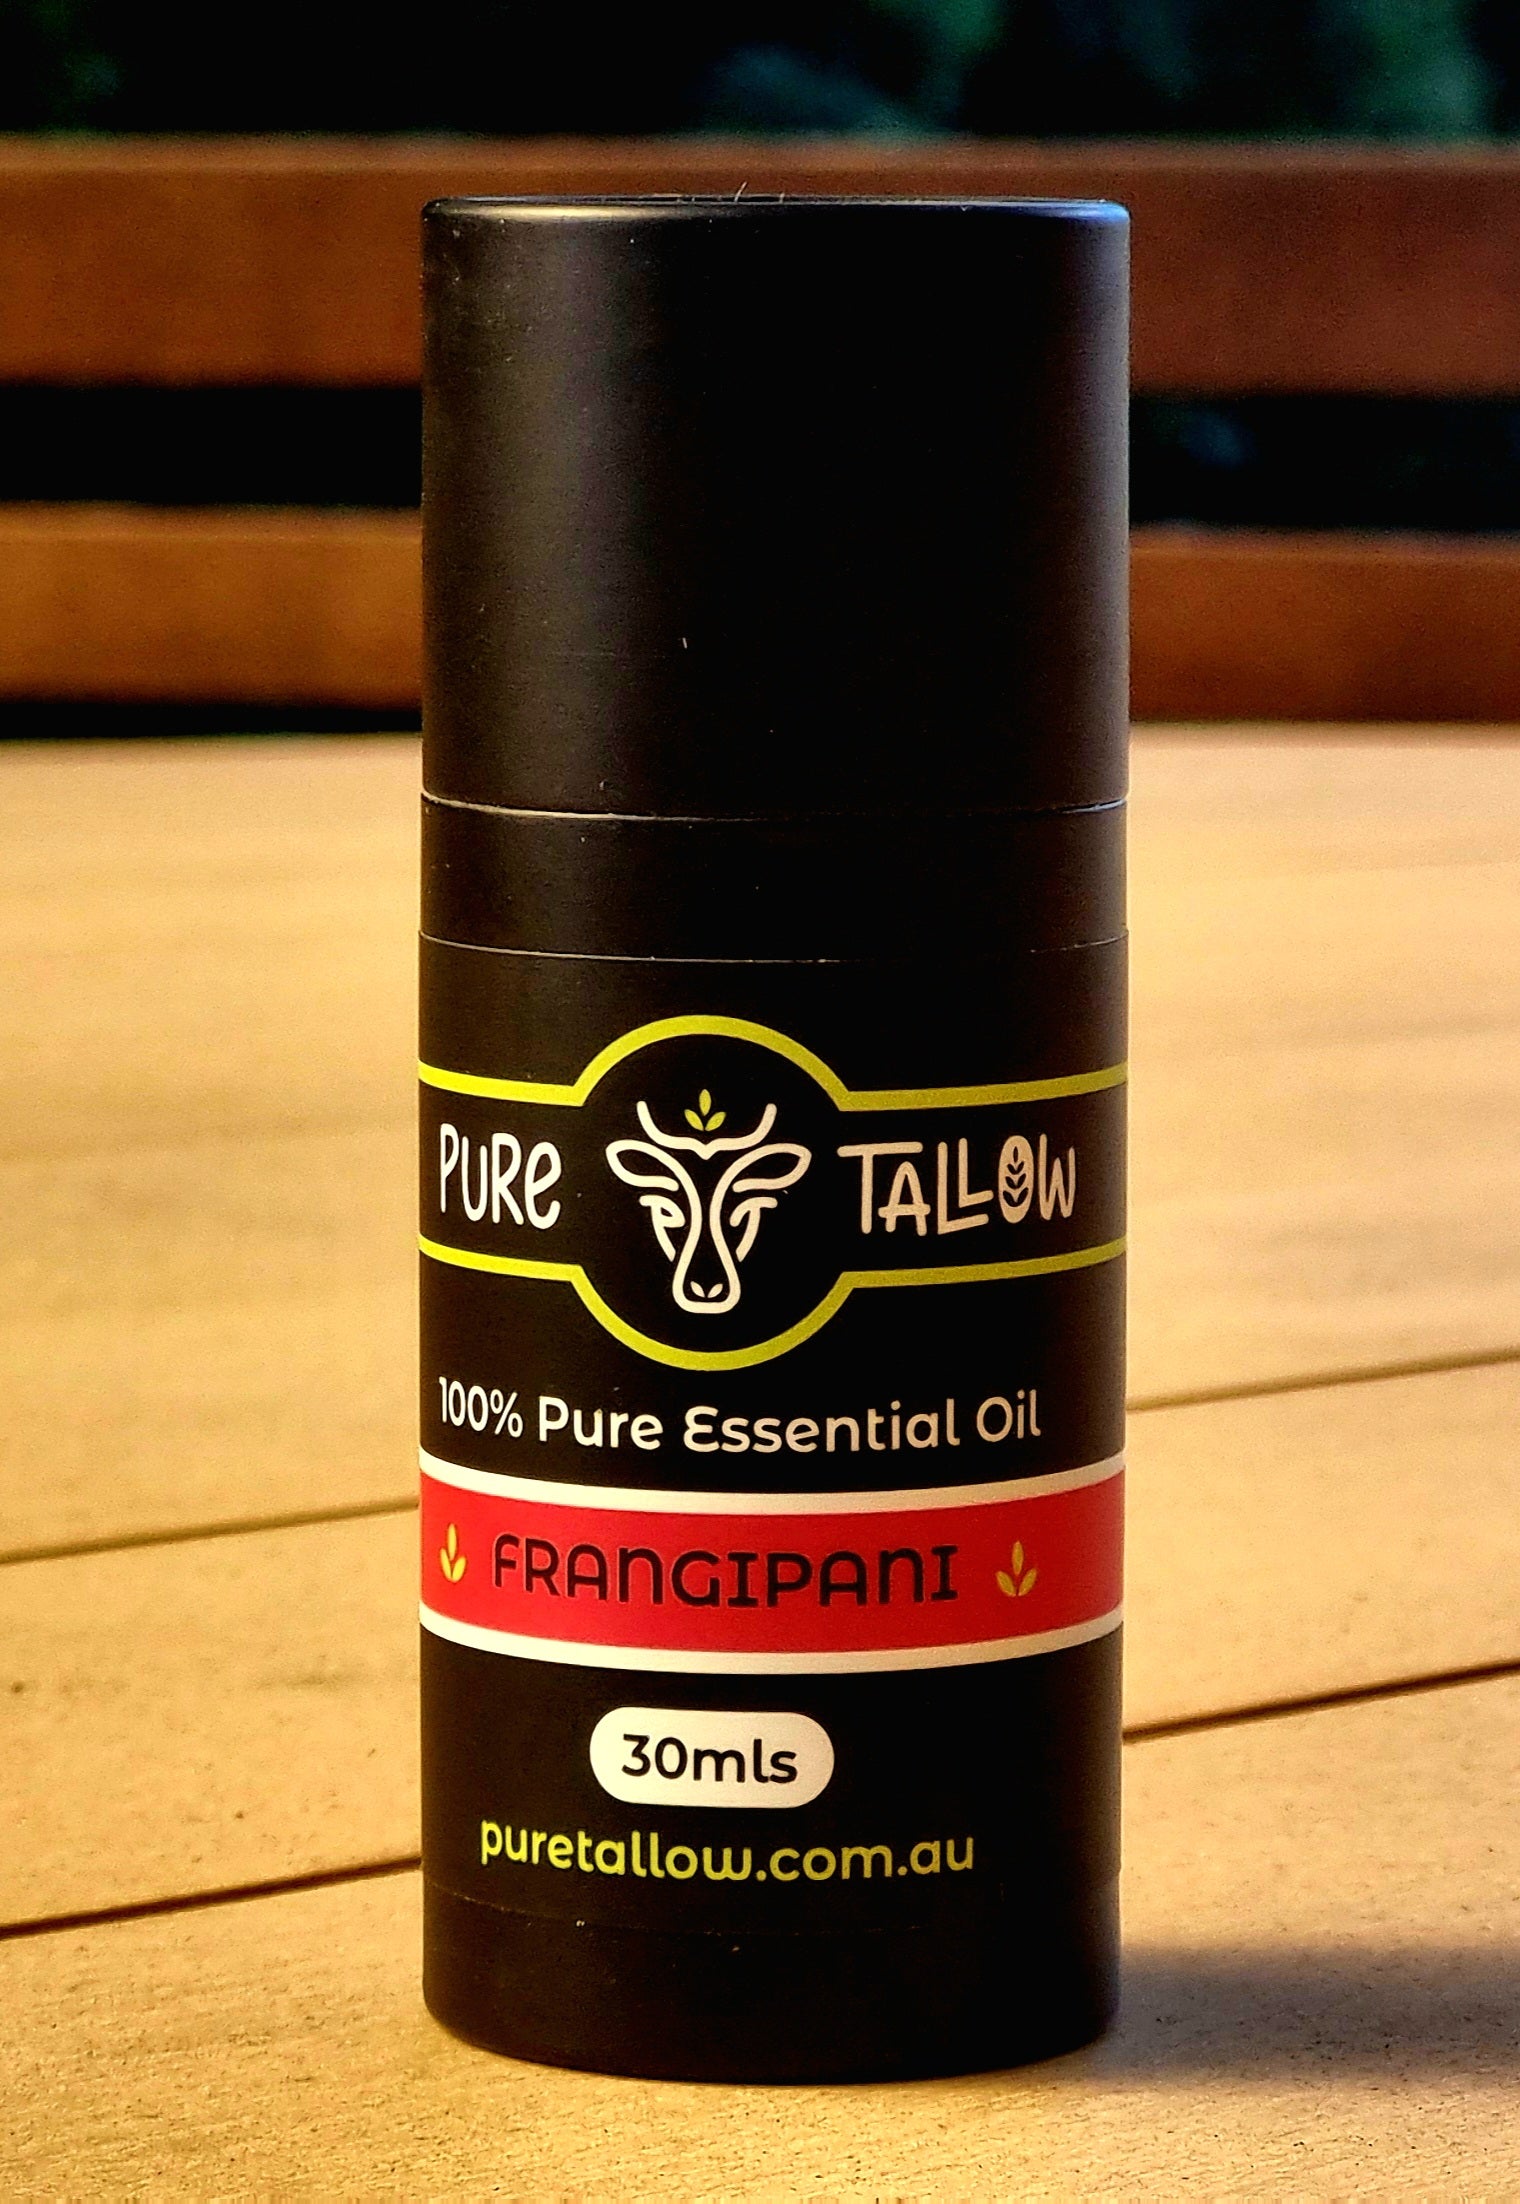 PURE TALLOW
100% Pure Essential Oil
FRANGIPANI
30mls
puretallow.com.au